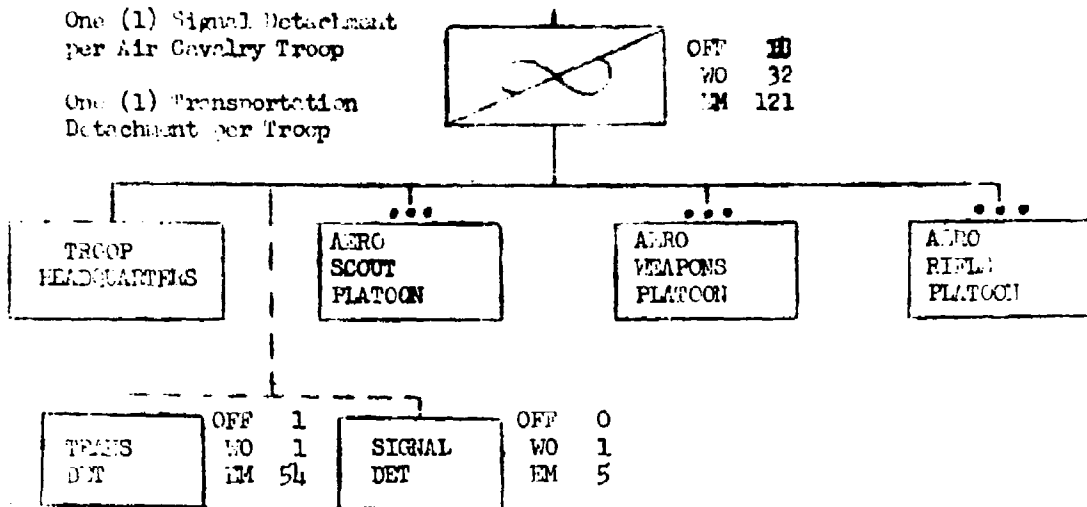 One (1) Signal Detachment
per Air Cavalry Troop
One (1) Transportation
Detachment per Troop
OFF
WO 32
EM 121
TROOP
HEADQUARTERS
AERO
SCOUT
PLATOON
AERO
WEAPONS
PLATOON
AERO
RIFLE
PLATOON
TRANS
DET
OFF 1
WO 1
EM 54
SIGNAL
DET
OFF 0
WO 1
EM 5